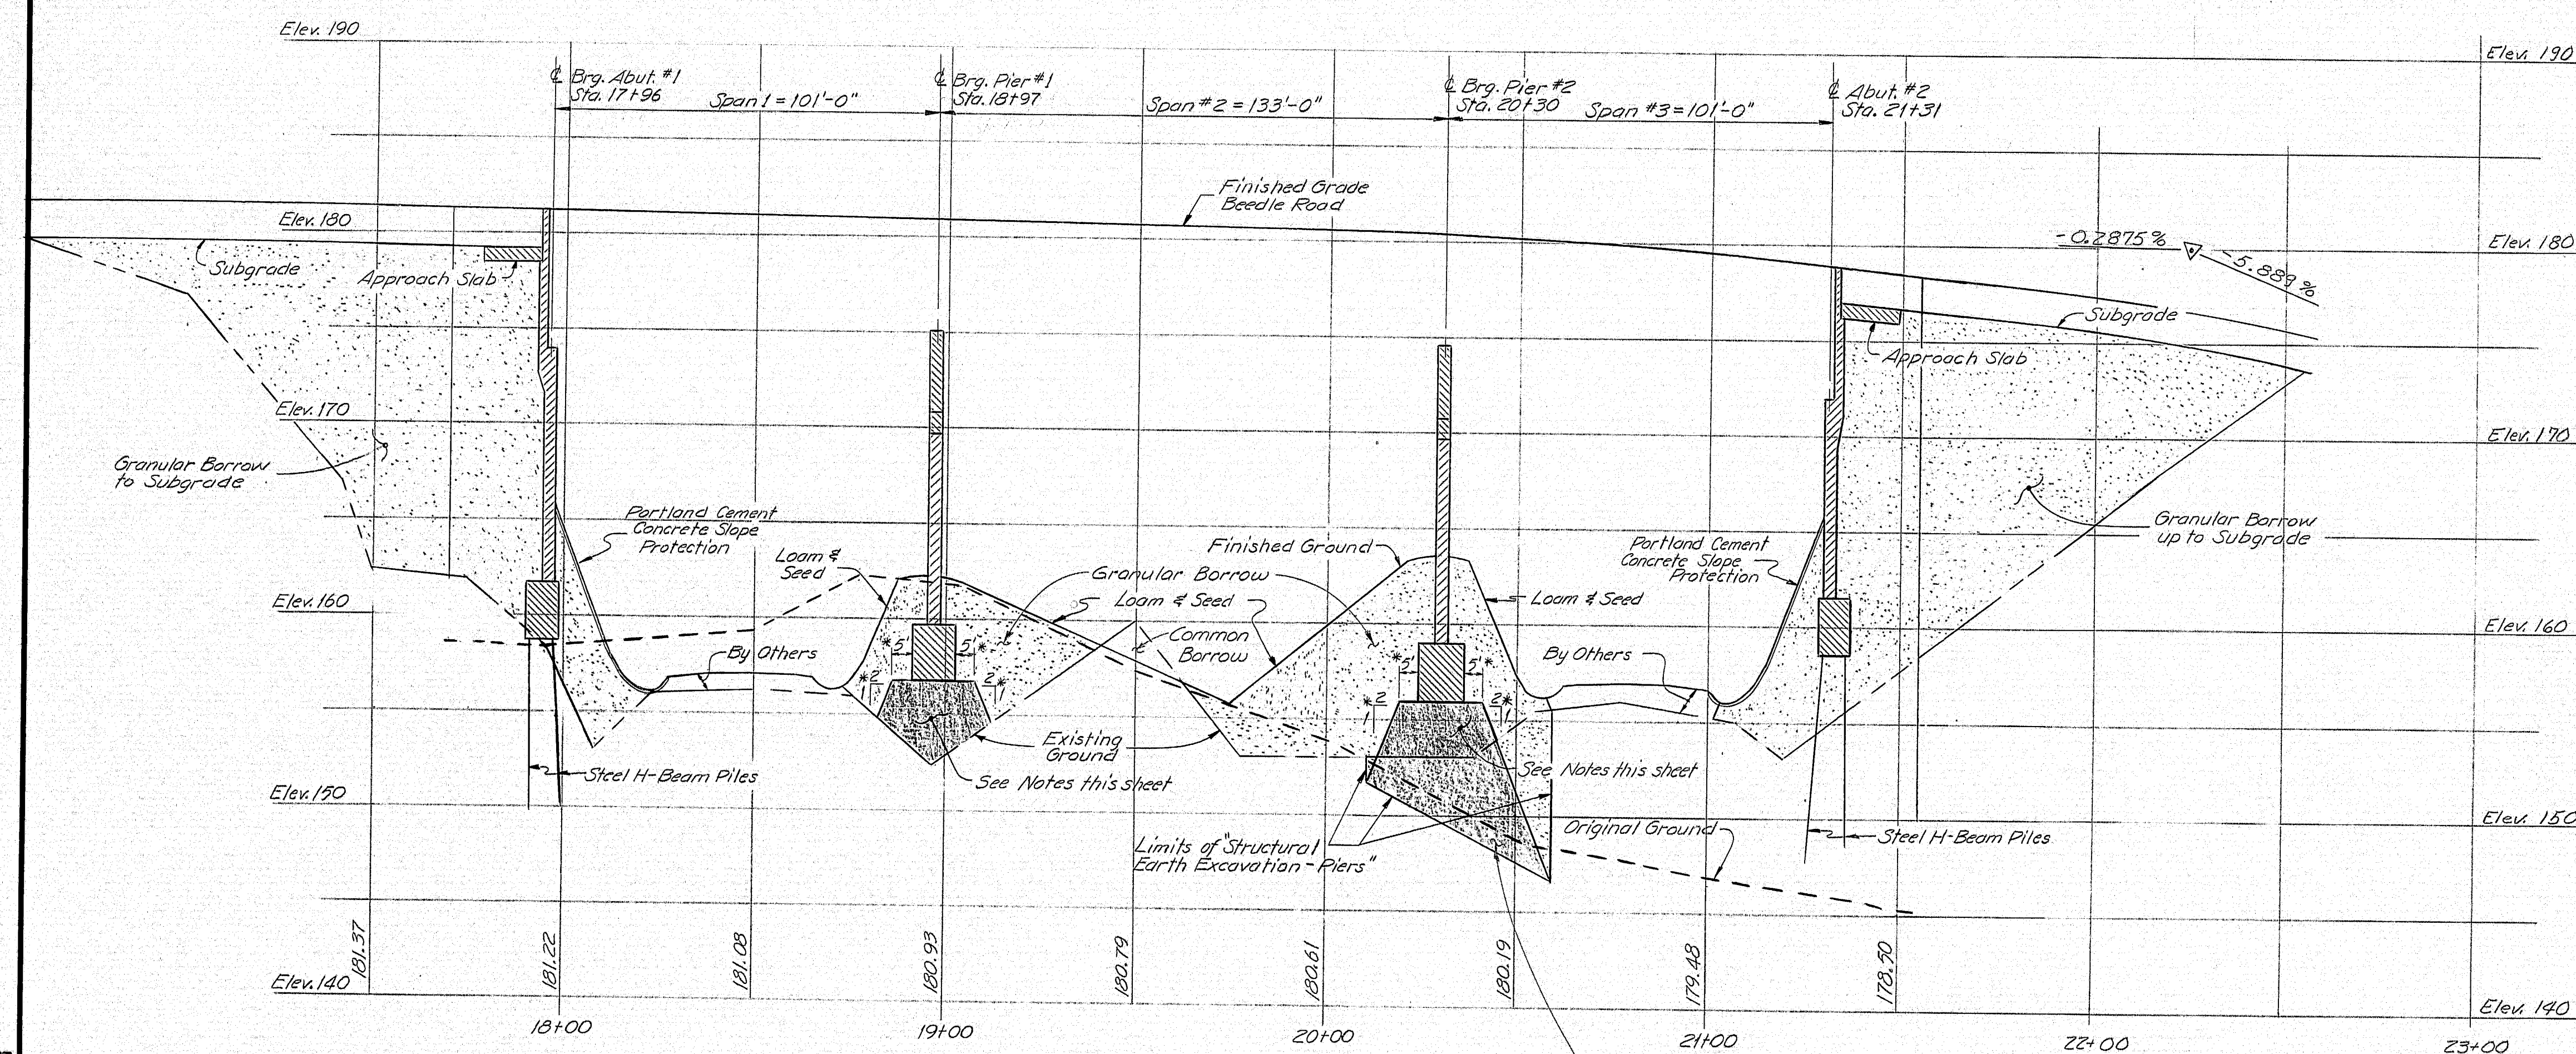 Elev. 190
Elev. 190
℄ Brg. Abut. #1
Sta. 17+96
Span 1 = 101'-0"
℄ Brg. Pier #1
Sta. 18+97
Span #2 = 133'-0"
℄ Brg. Pier #2
Sta. 20+30
Span #3 = 101'-0"
℄ Abut. #2
Sta. 21+31
Finished Grade
Beedle Road
Elev. 180
-0.2875%
-5.889%
Elev. 180
Subgrade
Approach Slab
Subgrade
Approach Slab
Elev. 170
Elev. 170
Granular Borrow
to Subgrade
Portland Cement
Concrete Slope
Protection
Loam &
Seed
Finished Ground
Granular Borrow
Loam & Seed
Loam & Seed
Portland Cement
Concrete Slope
Protection
Granular Borrow
up to Subgrade
Elev. 160
Elev. 160
Common
Borrow
By Others
By Others
* 5'
5' *
* 5'
5' *
* 2
1
2 *
1
* 2
1
2 *
1
Existing
Ground
See Notes this sheet
See Notes this sheet
Steel H-Beam Piles
Steel H-Beam Piles
Elev. 150
Elev. 150
Original Ground
Limits of "Structural
Earth Excavation - Piers"
181.37
181.22
181.08
180.93
180.79
180.61
180.19
179.48
178.50
Elev. 140
Elev. 140
18+00
19+00
20+00
21+00
22+00
23+00